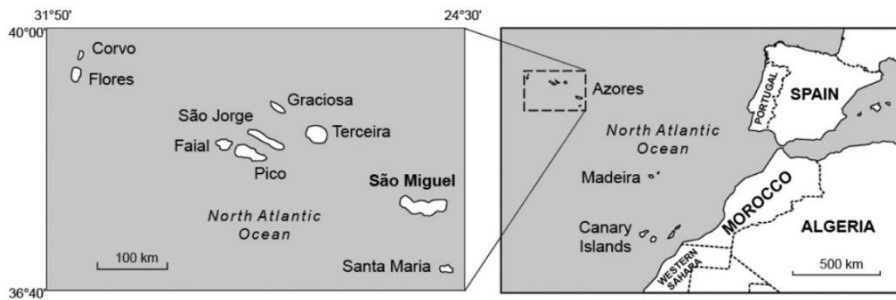 31°50'
24°30'
40°00'
Corvo
Flores
Graciosa
São Jorge
Terceira
Faial
Pico
São Miguel
North Atlantic
Ocean
100 km
Santa Maria
36°40'
Azores
PORTUGAL
SPAIN
North Atlantic
Ocean
Madeira
MOROCCO
Canary
Islands
ALGERIA
WESTERN
SAHARA
500 km